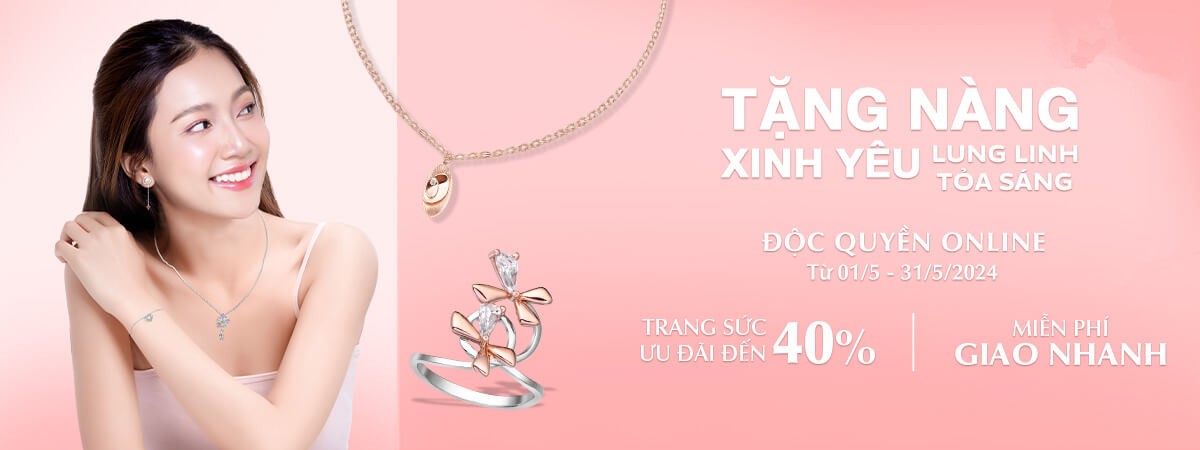 TẶNG NÀNG
XINH YÊU LUNG LINH
TỎA SÁNG
ĐỘC QUYỀN ONLINE
Từ 01/5 - 31/5/2024
TRANG SỨC
ƯU ĐÃI ĐẾN 40%
MIỄN PHÍ
GIAO NHANH